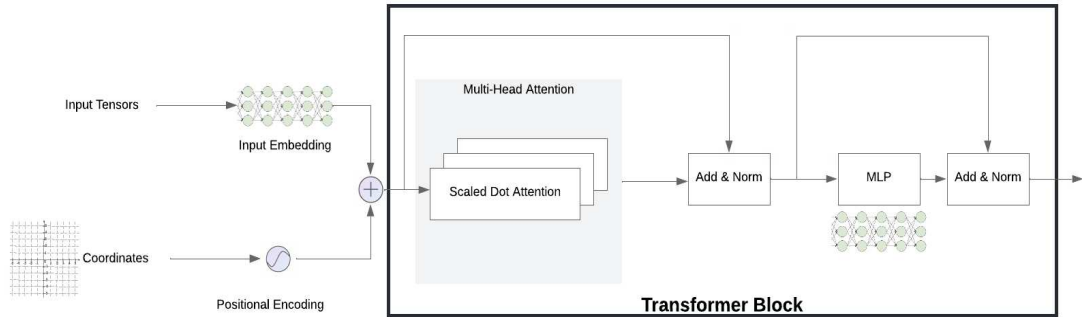 Input Tensors
Input Embedding
Coordinates
Positional Encoding
Multi-Head Attention
Scaled Dot Attention
Add & Norm
MLP
Add & Norm
Transformer Block